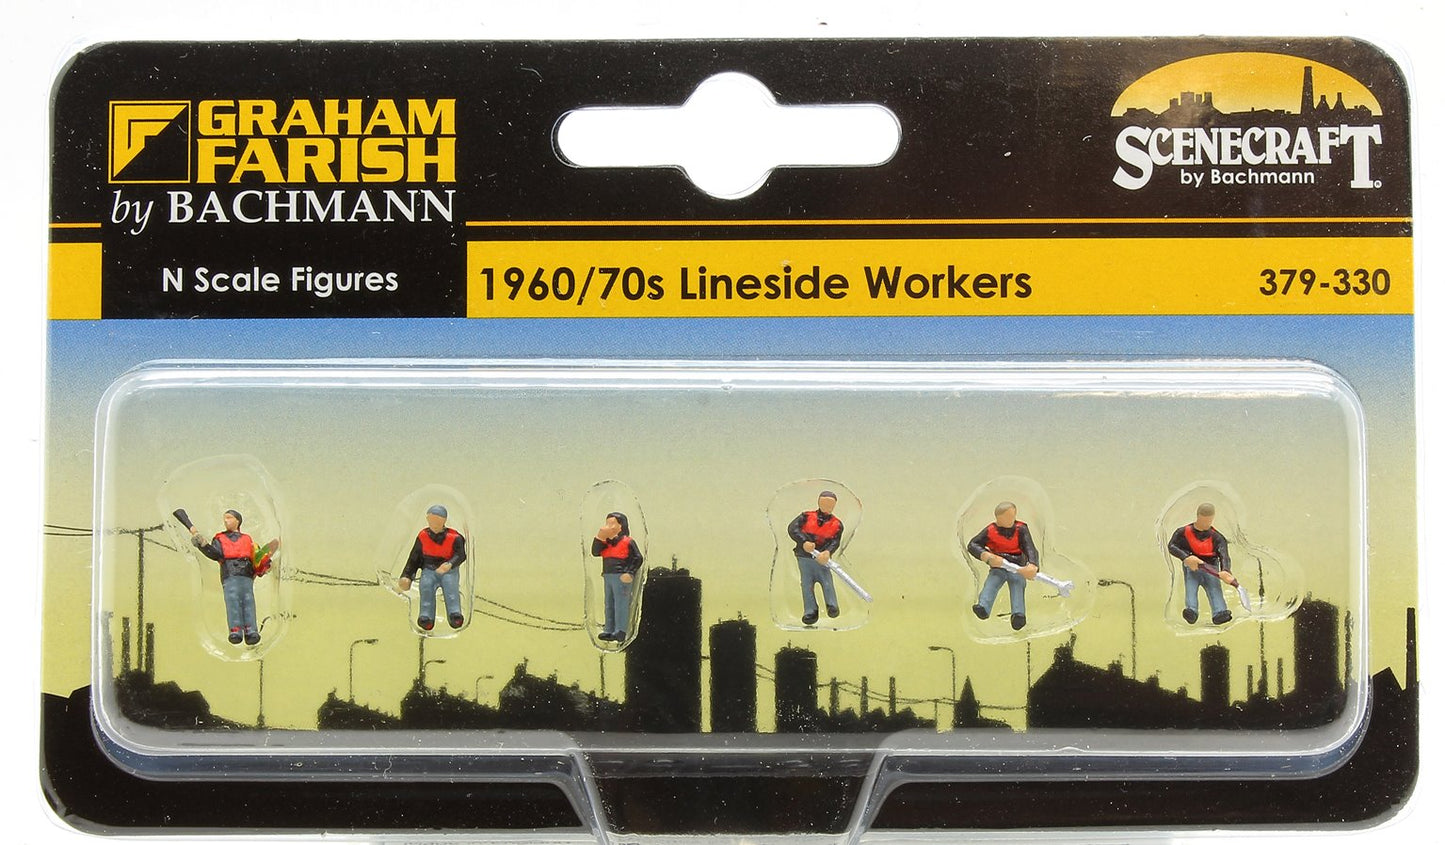 GRAHAM
FARISH
by BACHMANN
SCENECRAFT
by Bachmann
N Scale Figures
1960/70s Lineside Workers
379-330